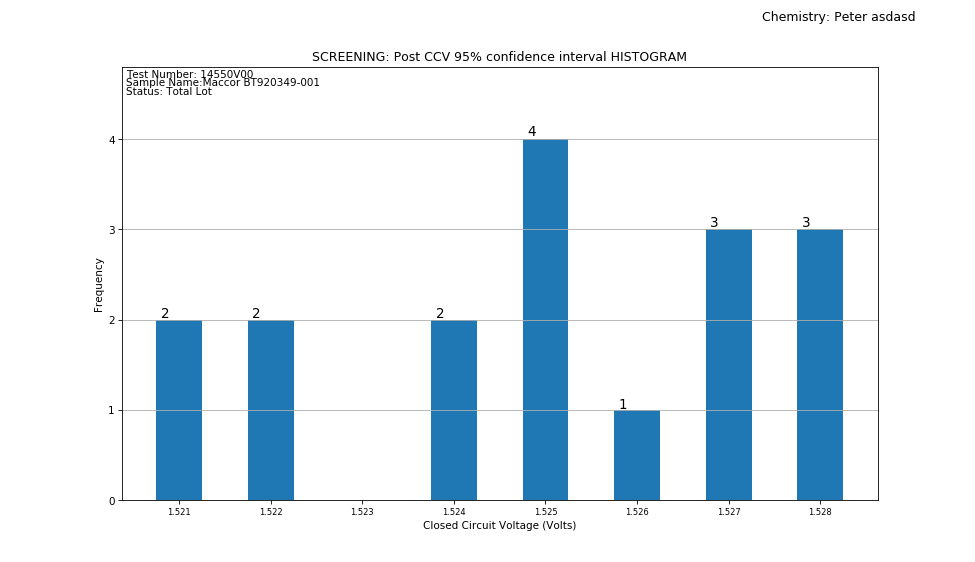 Chemistry: Peter asdasd
SCREENING: Post CCV 95% confidence interval HISTOGRAM
Test Number: 14550V00
Sample Name:Maccor BT920349-001
Status: Total Lot
4
3
2
1
0
Frequency
2
2
2
4
1
3
3
1.521
1.522
1.523
1.524
1.525
1.526
1.527
1.528
Closed Circuit Voltage (Volts)